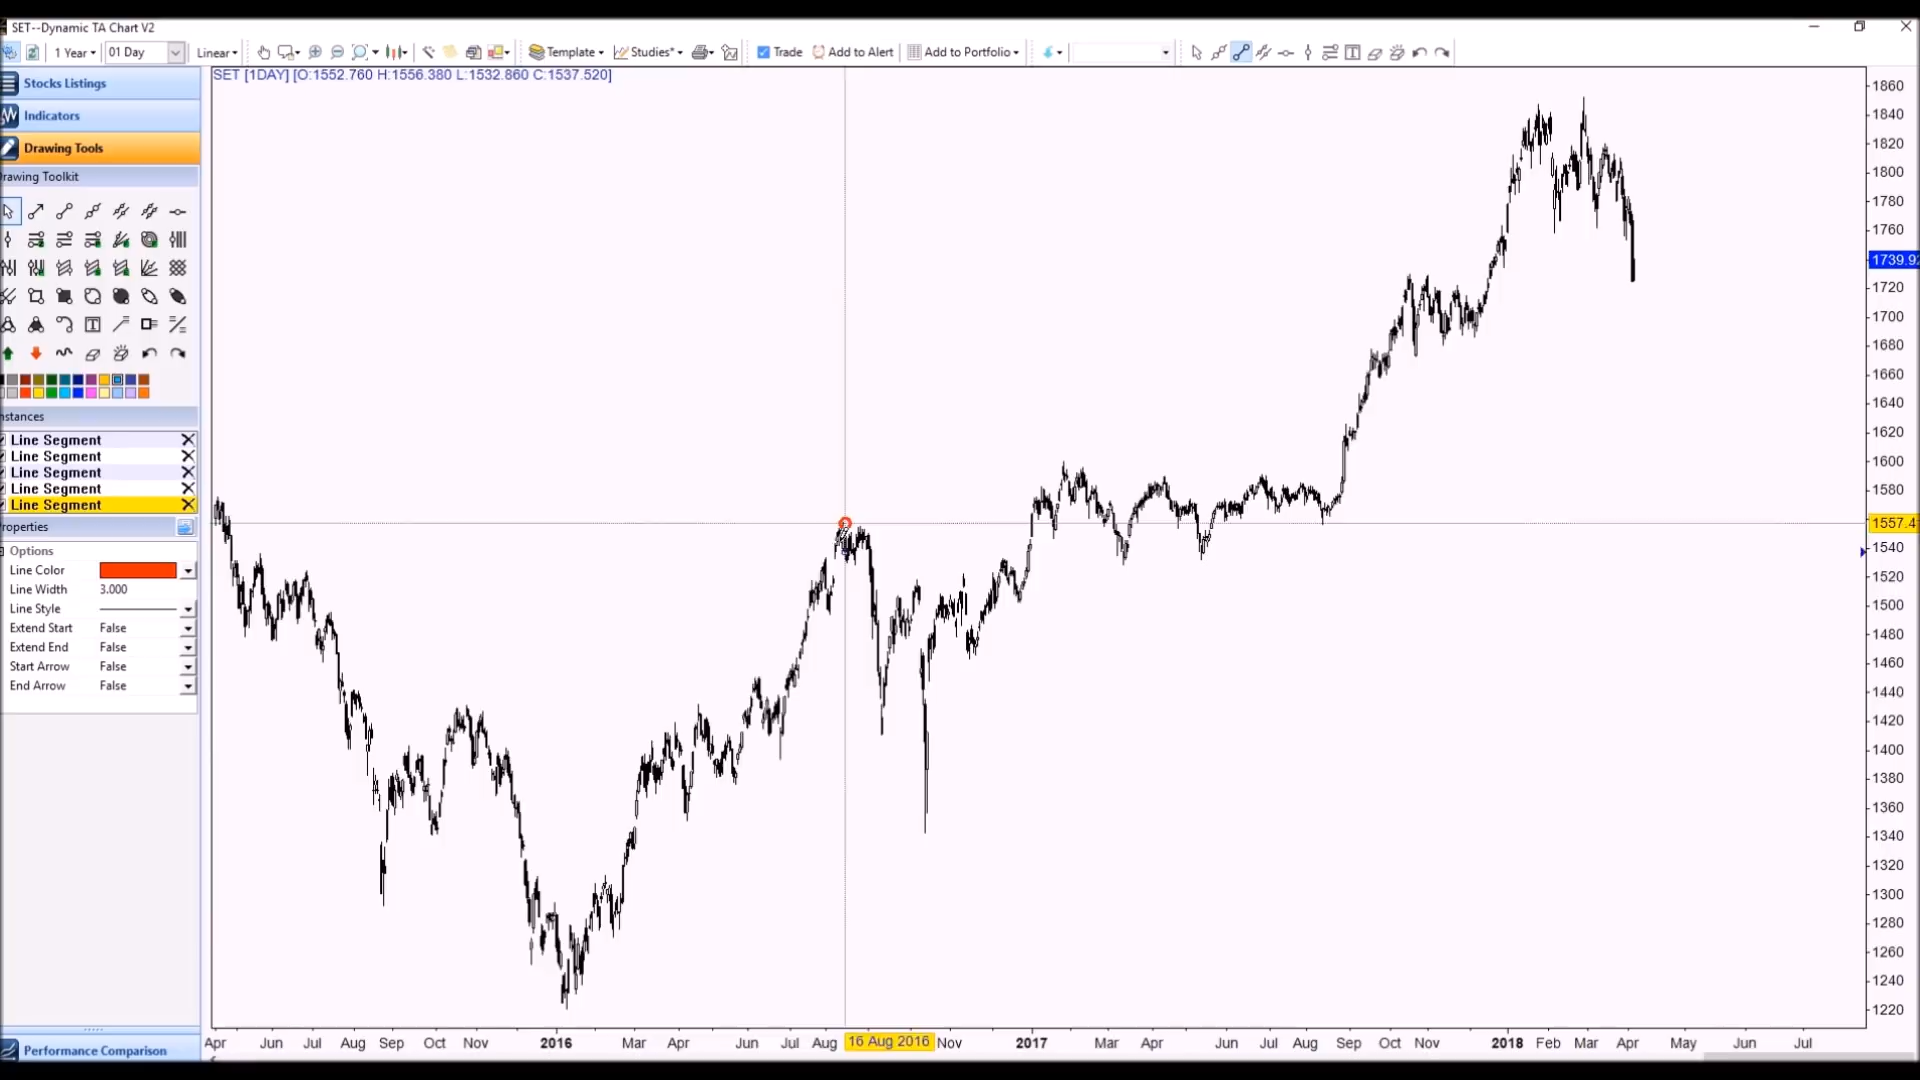 SET--Dynamic TA Chart V2
1 Year 01 Day Linear Template Studies* Trade Add to Alert Add to Portfolio
Stocks Listings
Indicators
Drawing Tools
rawing Toolkit
nstances
Line Segment
Line Segment
Line Segment
Line Segment
Line Segment
roperties
Options
Line Color
Line Width 3.000
Line Style
Extend Start False
Extend End False
Start Arrow False
End Arrow False
Performance Comparison
SET [1DAY] [O:1552.760 H:1556.380 L:1532.860 C:1537.520]
1860
1840
1820
1800
1780
1760
1739.92
1720
1700
1680
1660
1640
1620
1600
1580
1557.4
1540
1520
1500
1480
1460
1440
1420
1400
1380
1360
1340
1320
1300
1280
1260
1240
1220
Apr Jun Jul Aug Sep Oct Nov 2016 Mar Apr Jun Jul Aug 16 Aug 2016 Nov 2017 Mar Apr Jun Jul Aug Sep Oct Nov 2018 Feb Mar Apr May Jun Jul